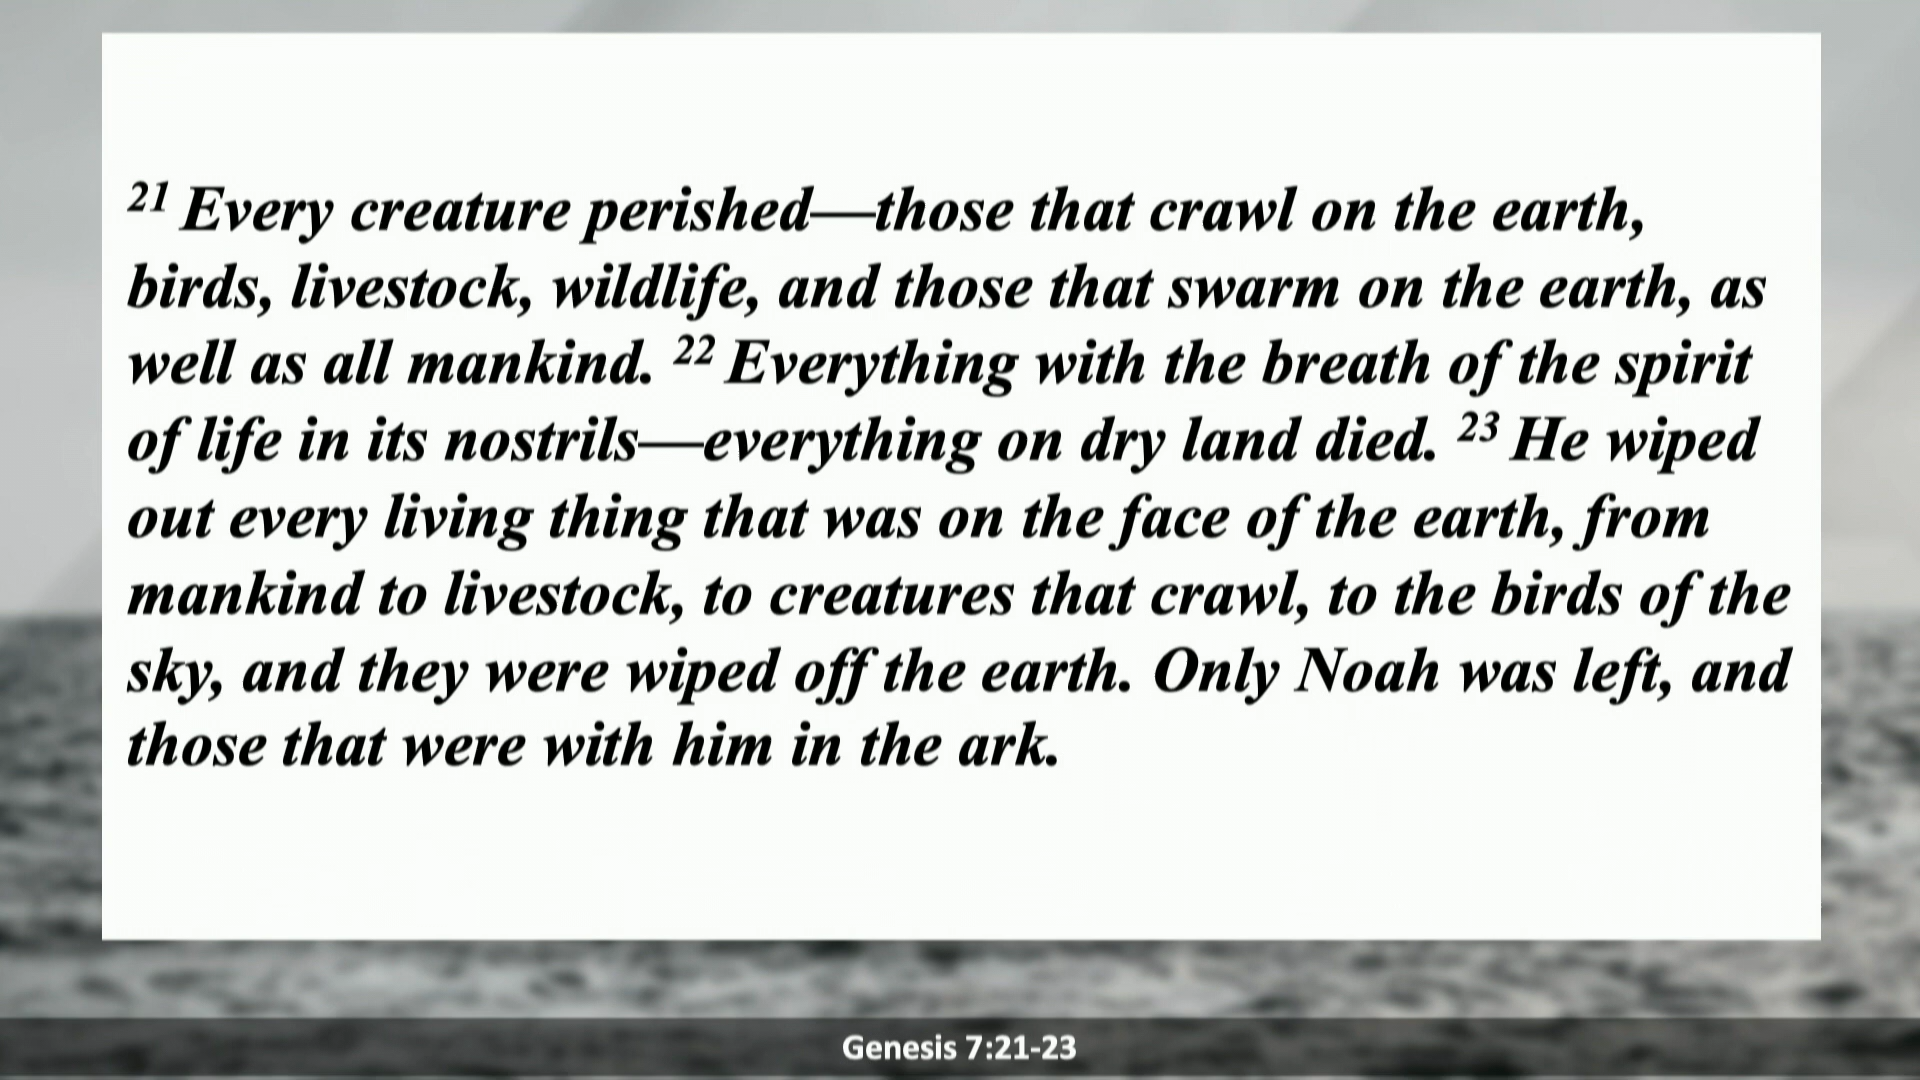 21 Every creature perished—those that crawl on the earth,
birds, livestock, wildlife, and those that swarm on the earth, as
well as all mankind. 22 Everything with the breath of the spirit
of life in its nostrils—everything on dry land died. 23 He wiped
out every living thing that was on the face of the earth, from
mankind to livestock, to creatures that crawl, to the birds of the
sky, and they were wiped off the earth. Only Noah was left, and
those that were with him in the ark.
Genesis 7:21-23